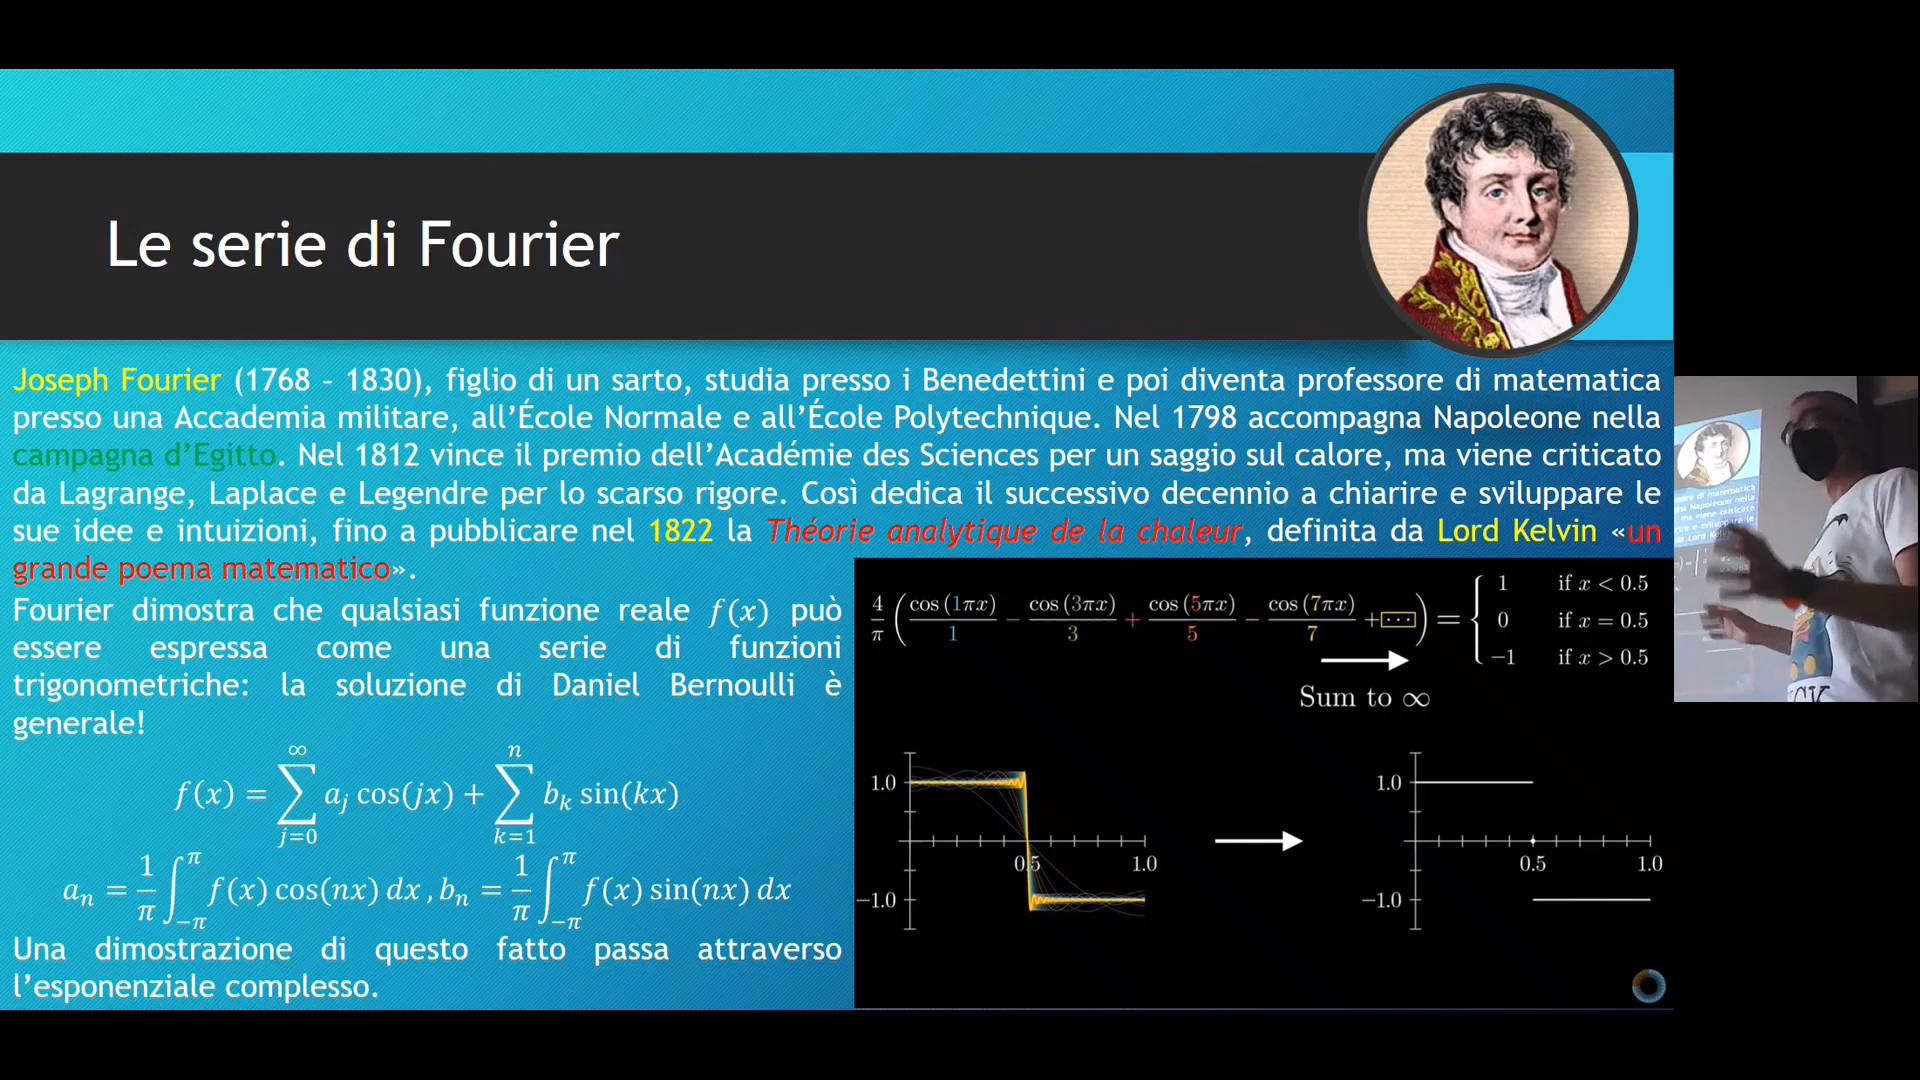 Le serie di Fourier
Joseph Fourier (1768 – 1830), figlio di un sarto, studia presso i Benedettini e poi diventa professore di matematica
presso una Accademia militare, all’École Normale e all’École Polytechnique. Nel 1798 accompagna Napoleone nella
campagna d’Egitto. Nel 1812 vince il premio dell’Académie des Sciences per un saggio sul calore, ma viene criticato
da Lagrange, Laplace e Legendre per lo scarso rigore. Così dedica il successivo decennio a chiarire e sviluppare le
sue idee e intuizioni, fino a pubblicare nel 1822 la Théorie analytique de la chaleur, definita da Lord Kelvin «un
grande poema matematico».
Fourier dimostra che qualsiasi funzione reale f(x) può
essere espressa come una serie di funzioni
trigonometriche: la soluzione di Daniel Bernoulli è
generale!
f(x) = ∑_{j=0}^{∞} a_j cos(jx) + ∑_{k=1}^{n} b_k sin(kx)
a_n = 1/π ∫_{−π}^{π} f(x) cos(nx) dx , b_n = 1/π ∫_{−π}^{π} f(x) sin(nx) dx
Una dimostrazione di questo fatto passa attraverso
l’esponenziale complesso.
4/π ( cos(1πx)/1 − cos(3πx)/3 + cos(5πx)/5 − cos(7πx)/7 + ··· ) = { 1 if x < 0.5
0 if x = 0.5
−1 if x > 0.5
Sum to ∞
1.0
0.5 1.0
−1.0
1.0
0.5 1.0
−1.0